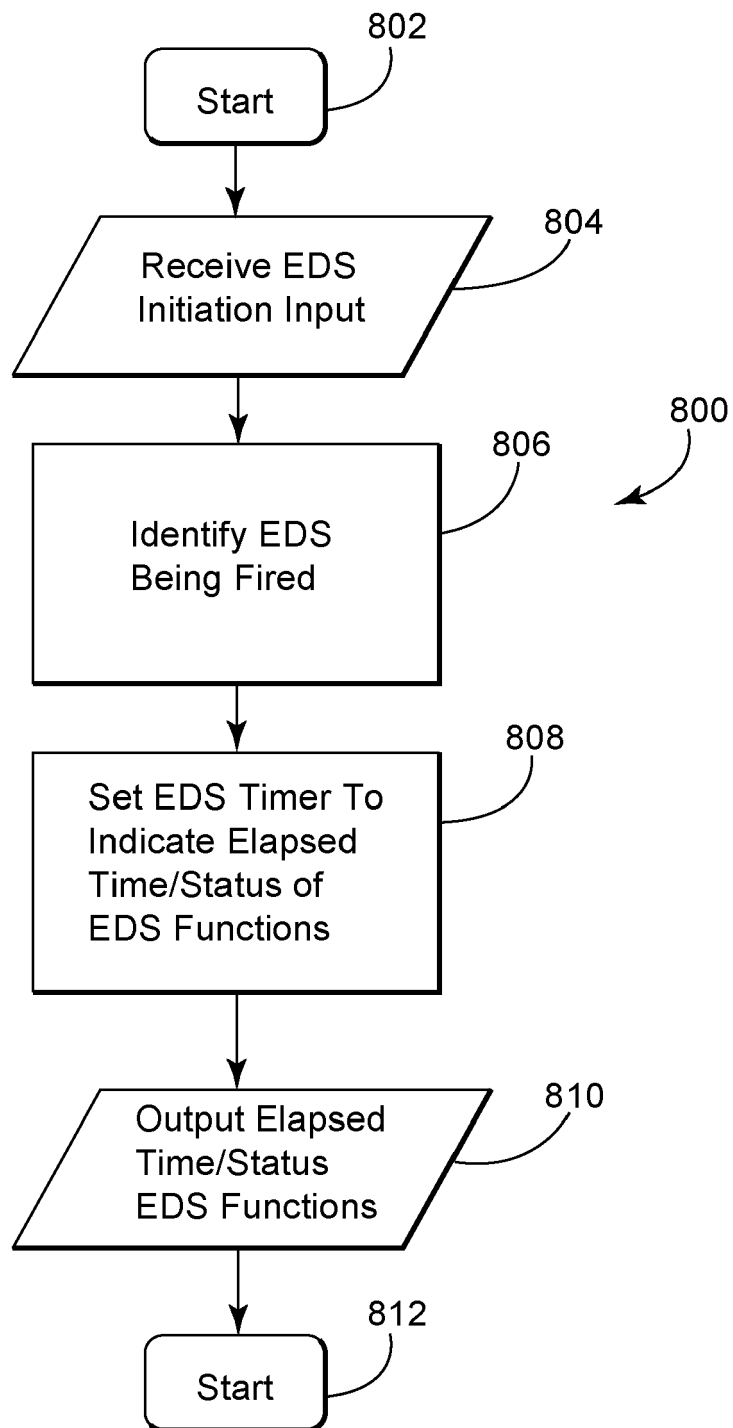 802
Start
804
Receive EDS
Initiation Input
800
806
Identify EDS
Being Fired
808
Set EDS Timer To
Indicate Elapsed
Time/Status of
EDS Functions
810
Output Elapsed
Time/Status
EDS Functions
812
Start